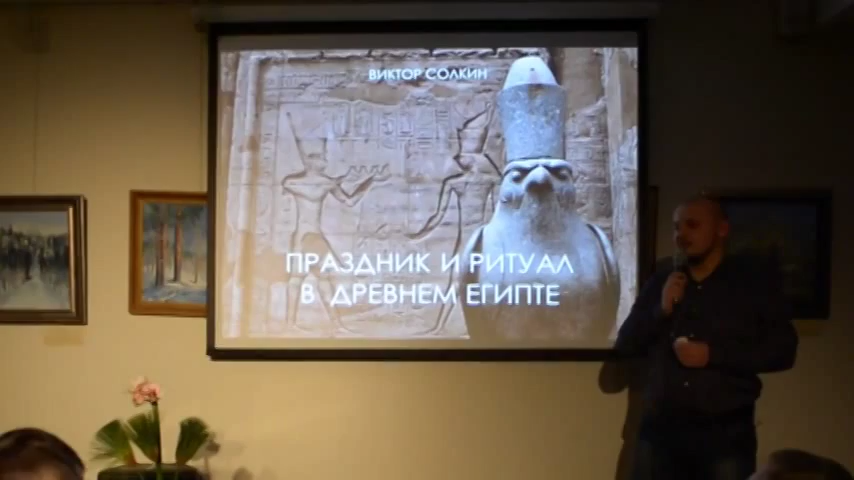 ВИКТОР СОЛКИН
ПРАЗДНИК И РИТУАЛ
В ДРЕВНЕМ ЕГИПТЕ